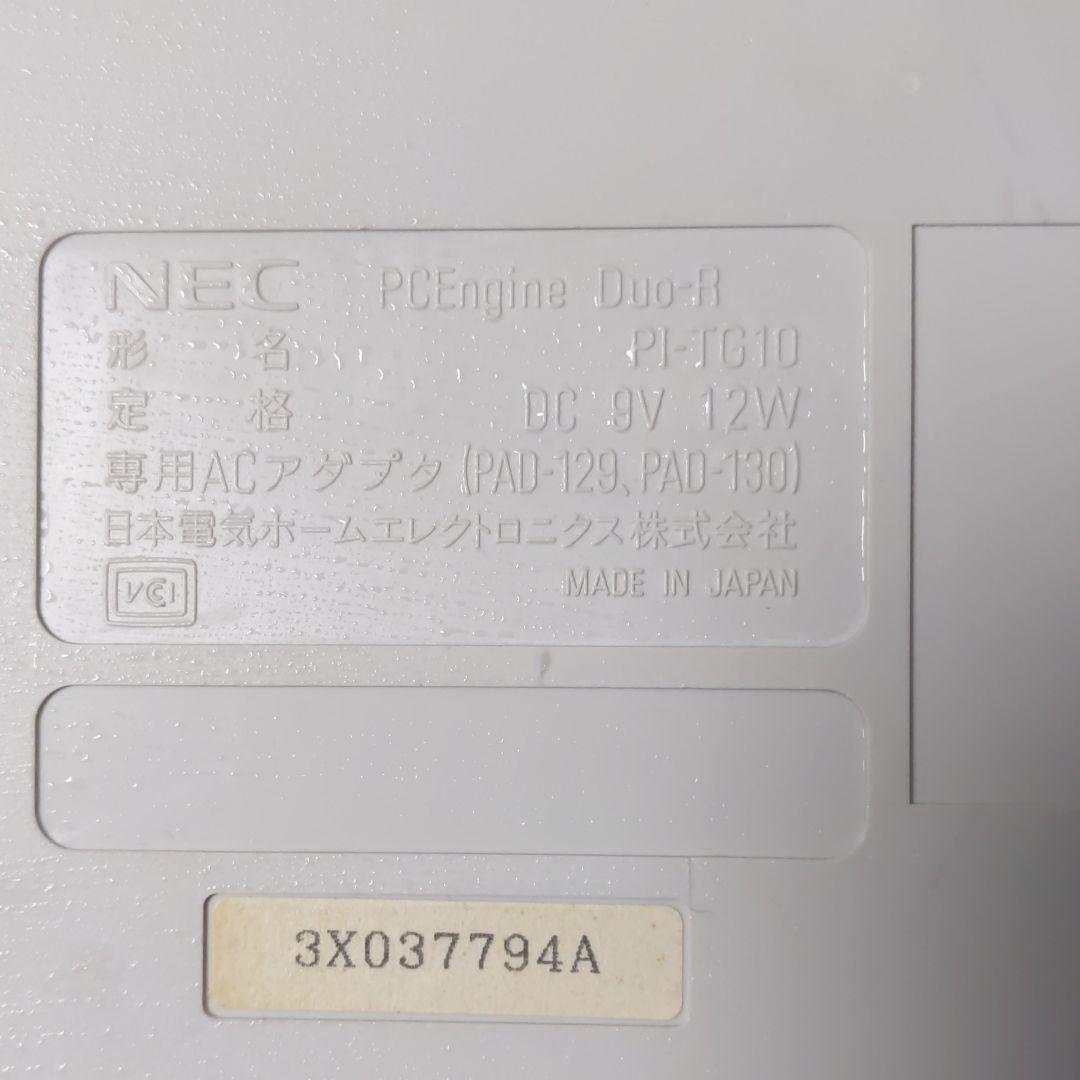 NEC PCEngine Duo-R
形名 PI-TG10
定格 DC 9V 12W
専用ACアダプタ(PAD-129、PAD-130)
日本電気ホームエレクトロニクス株式会社
VCI MADE IN JAPAN
3X037794A